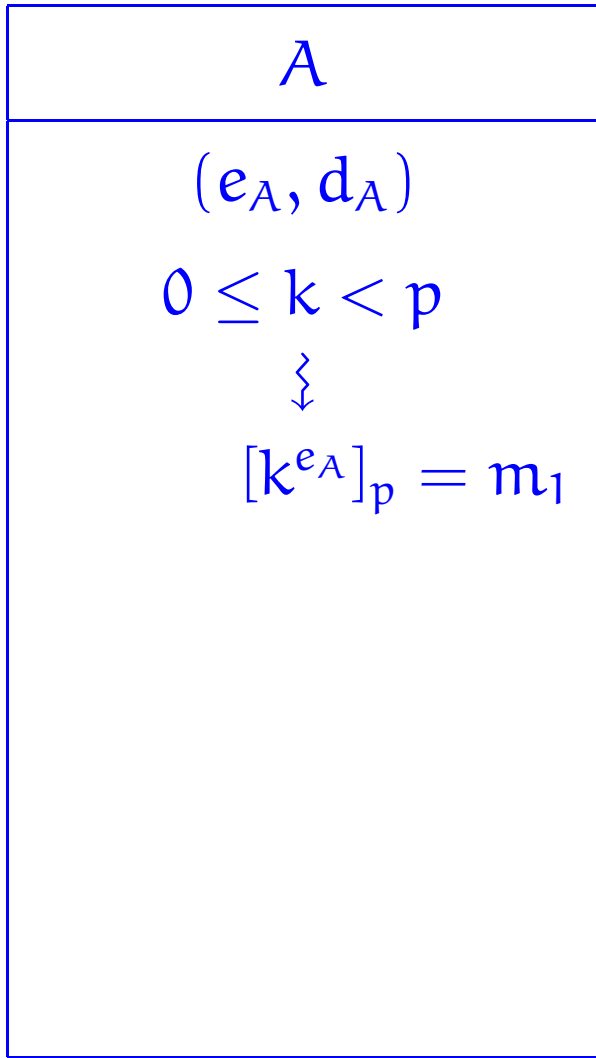 A
(e_A, d_A)
0 ≤ k < p
[k^{e_A}]_p = m_1